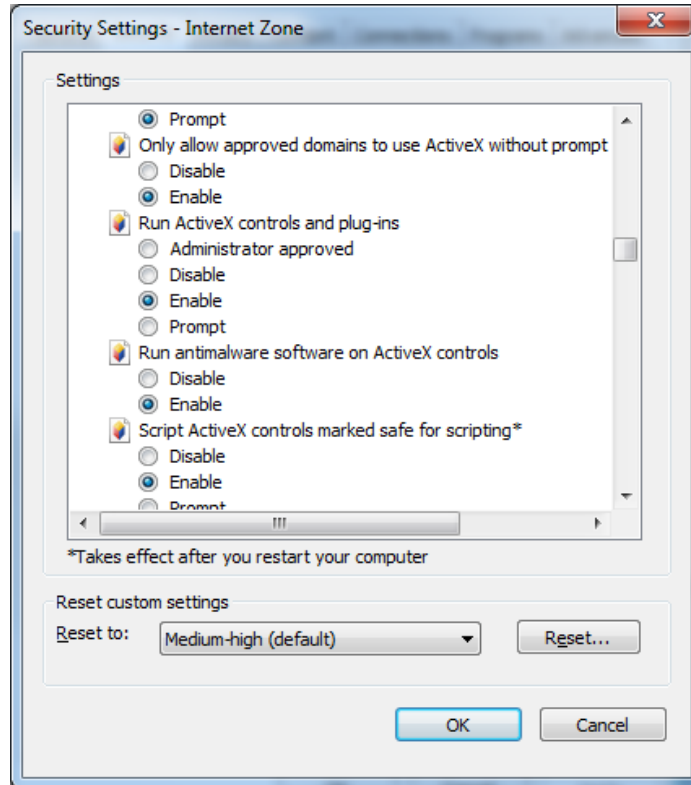 Security Settings - Internet Zone
Settings
Prompt
Only allow approved domains to use ActiveX without prompt
Disable
Enable
Run ActiveX controls and plug-ins
Administrator approved
Disable
Enable
Prompt
Run antimalware software on ActiveX controls
Disable
Enable
Script ActiveX controls marked safe for scripting*
Disable
Enable
Prompt
*Takes effect after you restart your computer
Reset custom settings
Reset to:
Medium-high (default)
Reset...
OK
Cancel